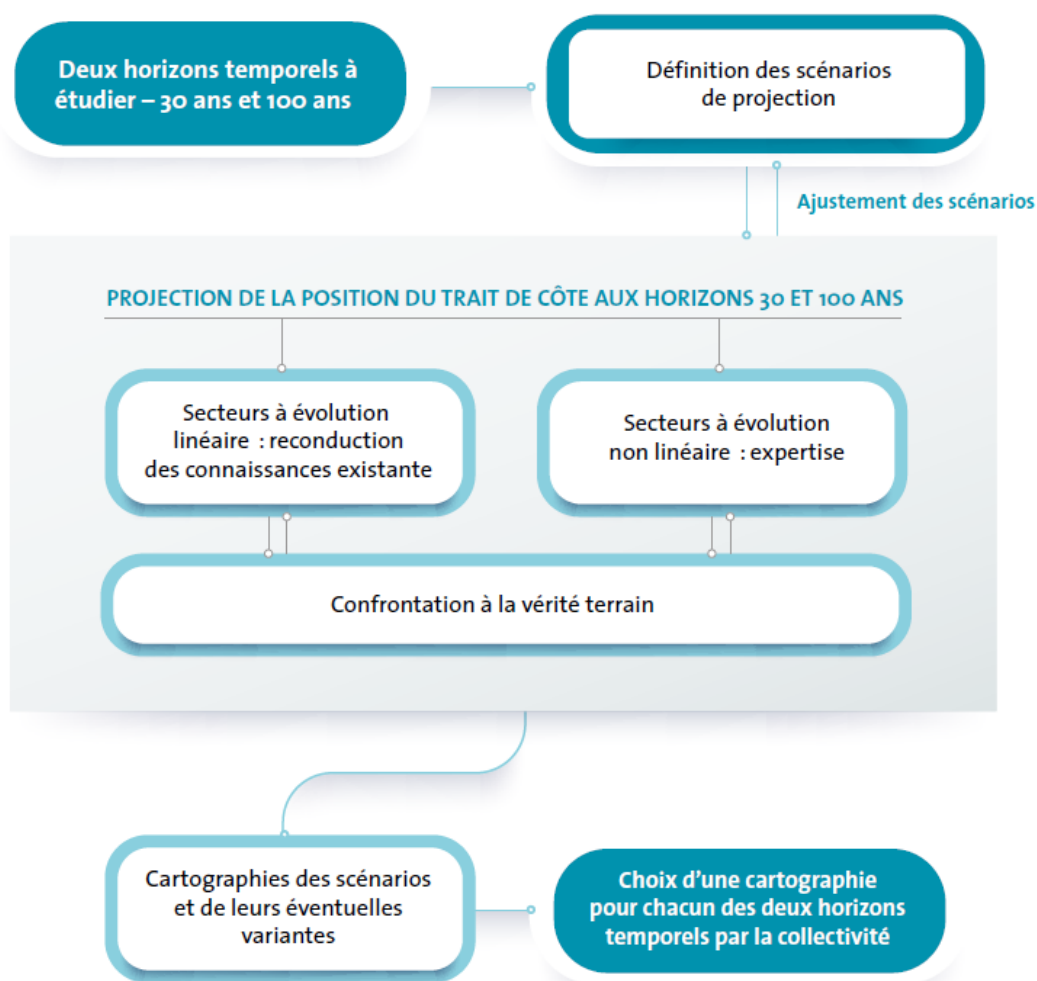 Deux horizons temporels à
étudier – 30 ans et 100 ans
Définition des scénarios
de projection
Ajustement des scénarios
PROJECTION DE LA POSITION DU TRAIT DE CÔTE AUX HORIZONS 30 ET 100 ANS
Secteurs à évolution
linéaire : reconduction
des connaissances existante
Secteurs à évolution
non linéaire : expertise
Confrontation à la vérité terrain
Cartographies des scénarios
et de leurs éventuelles
variantes
Choix d’une cartographie
pour chacun des deux horizons
temporels par la collectivité